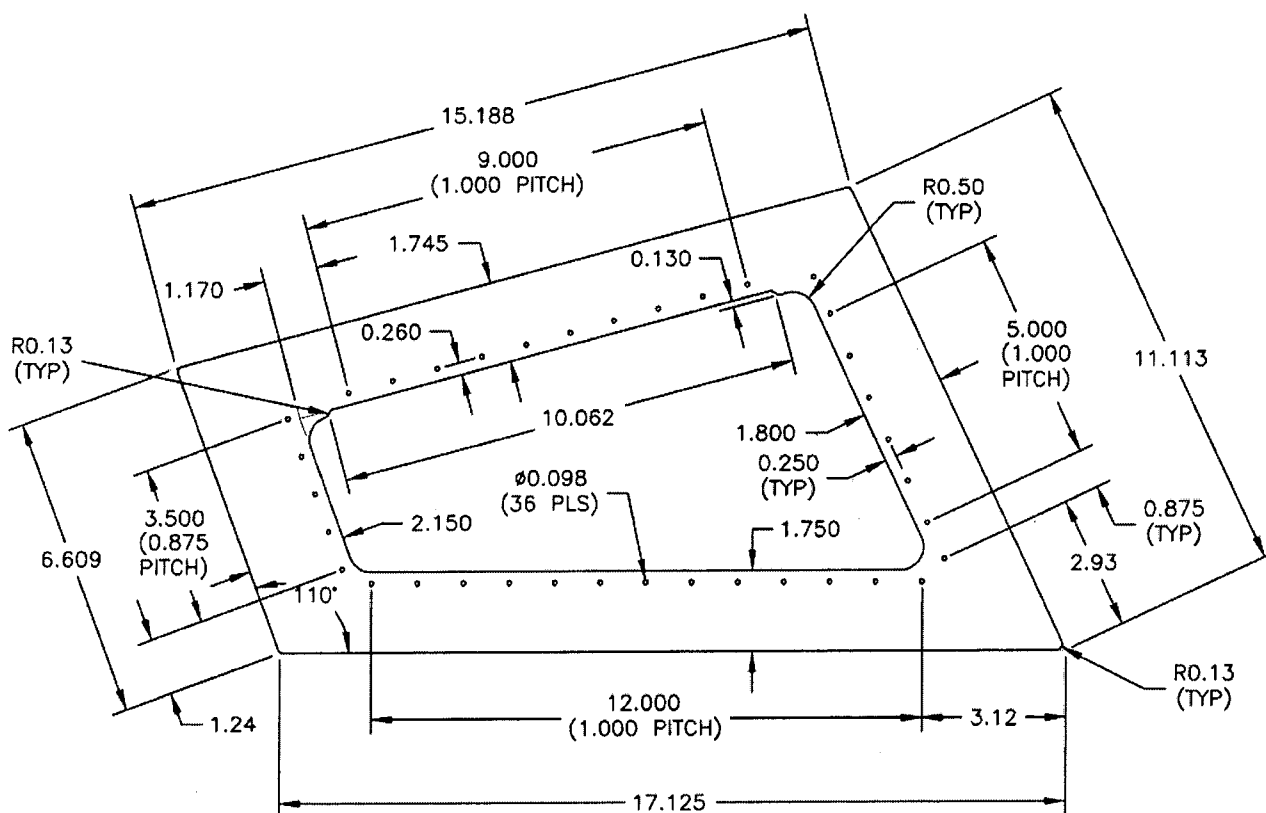 15.188
9.000
(1.000 PITCH)
R0.50
(TYP)
1.745
0.130
1.170
0.260
R0.13
(TYP)
5.000
(1.000
PITCH)
11.113
10.062
1.800
0.250
(TYP)
ø0.098
(36 PLS)
3.500
(0.875
PITCH)
2.150
1.750
0.875
(TYP)
6.609
2.93
110°
R0.13
(TYP)
12.000
(1.000 PITCH)
3.12
1.24
17.125